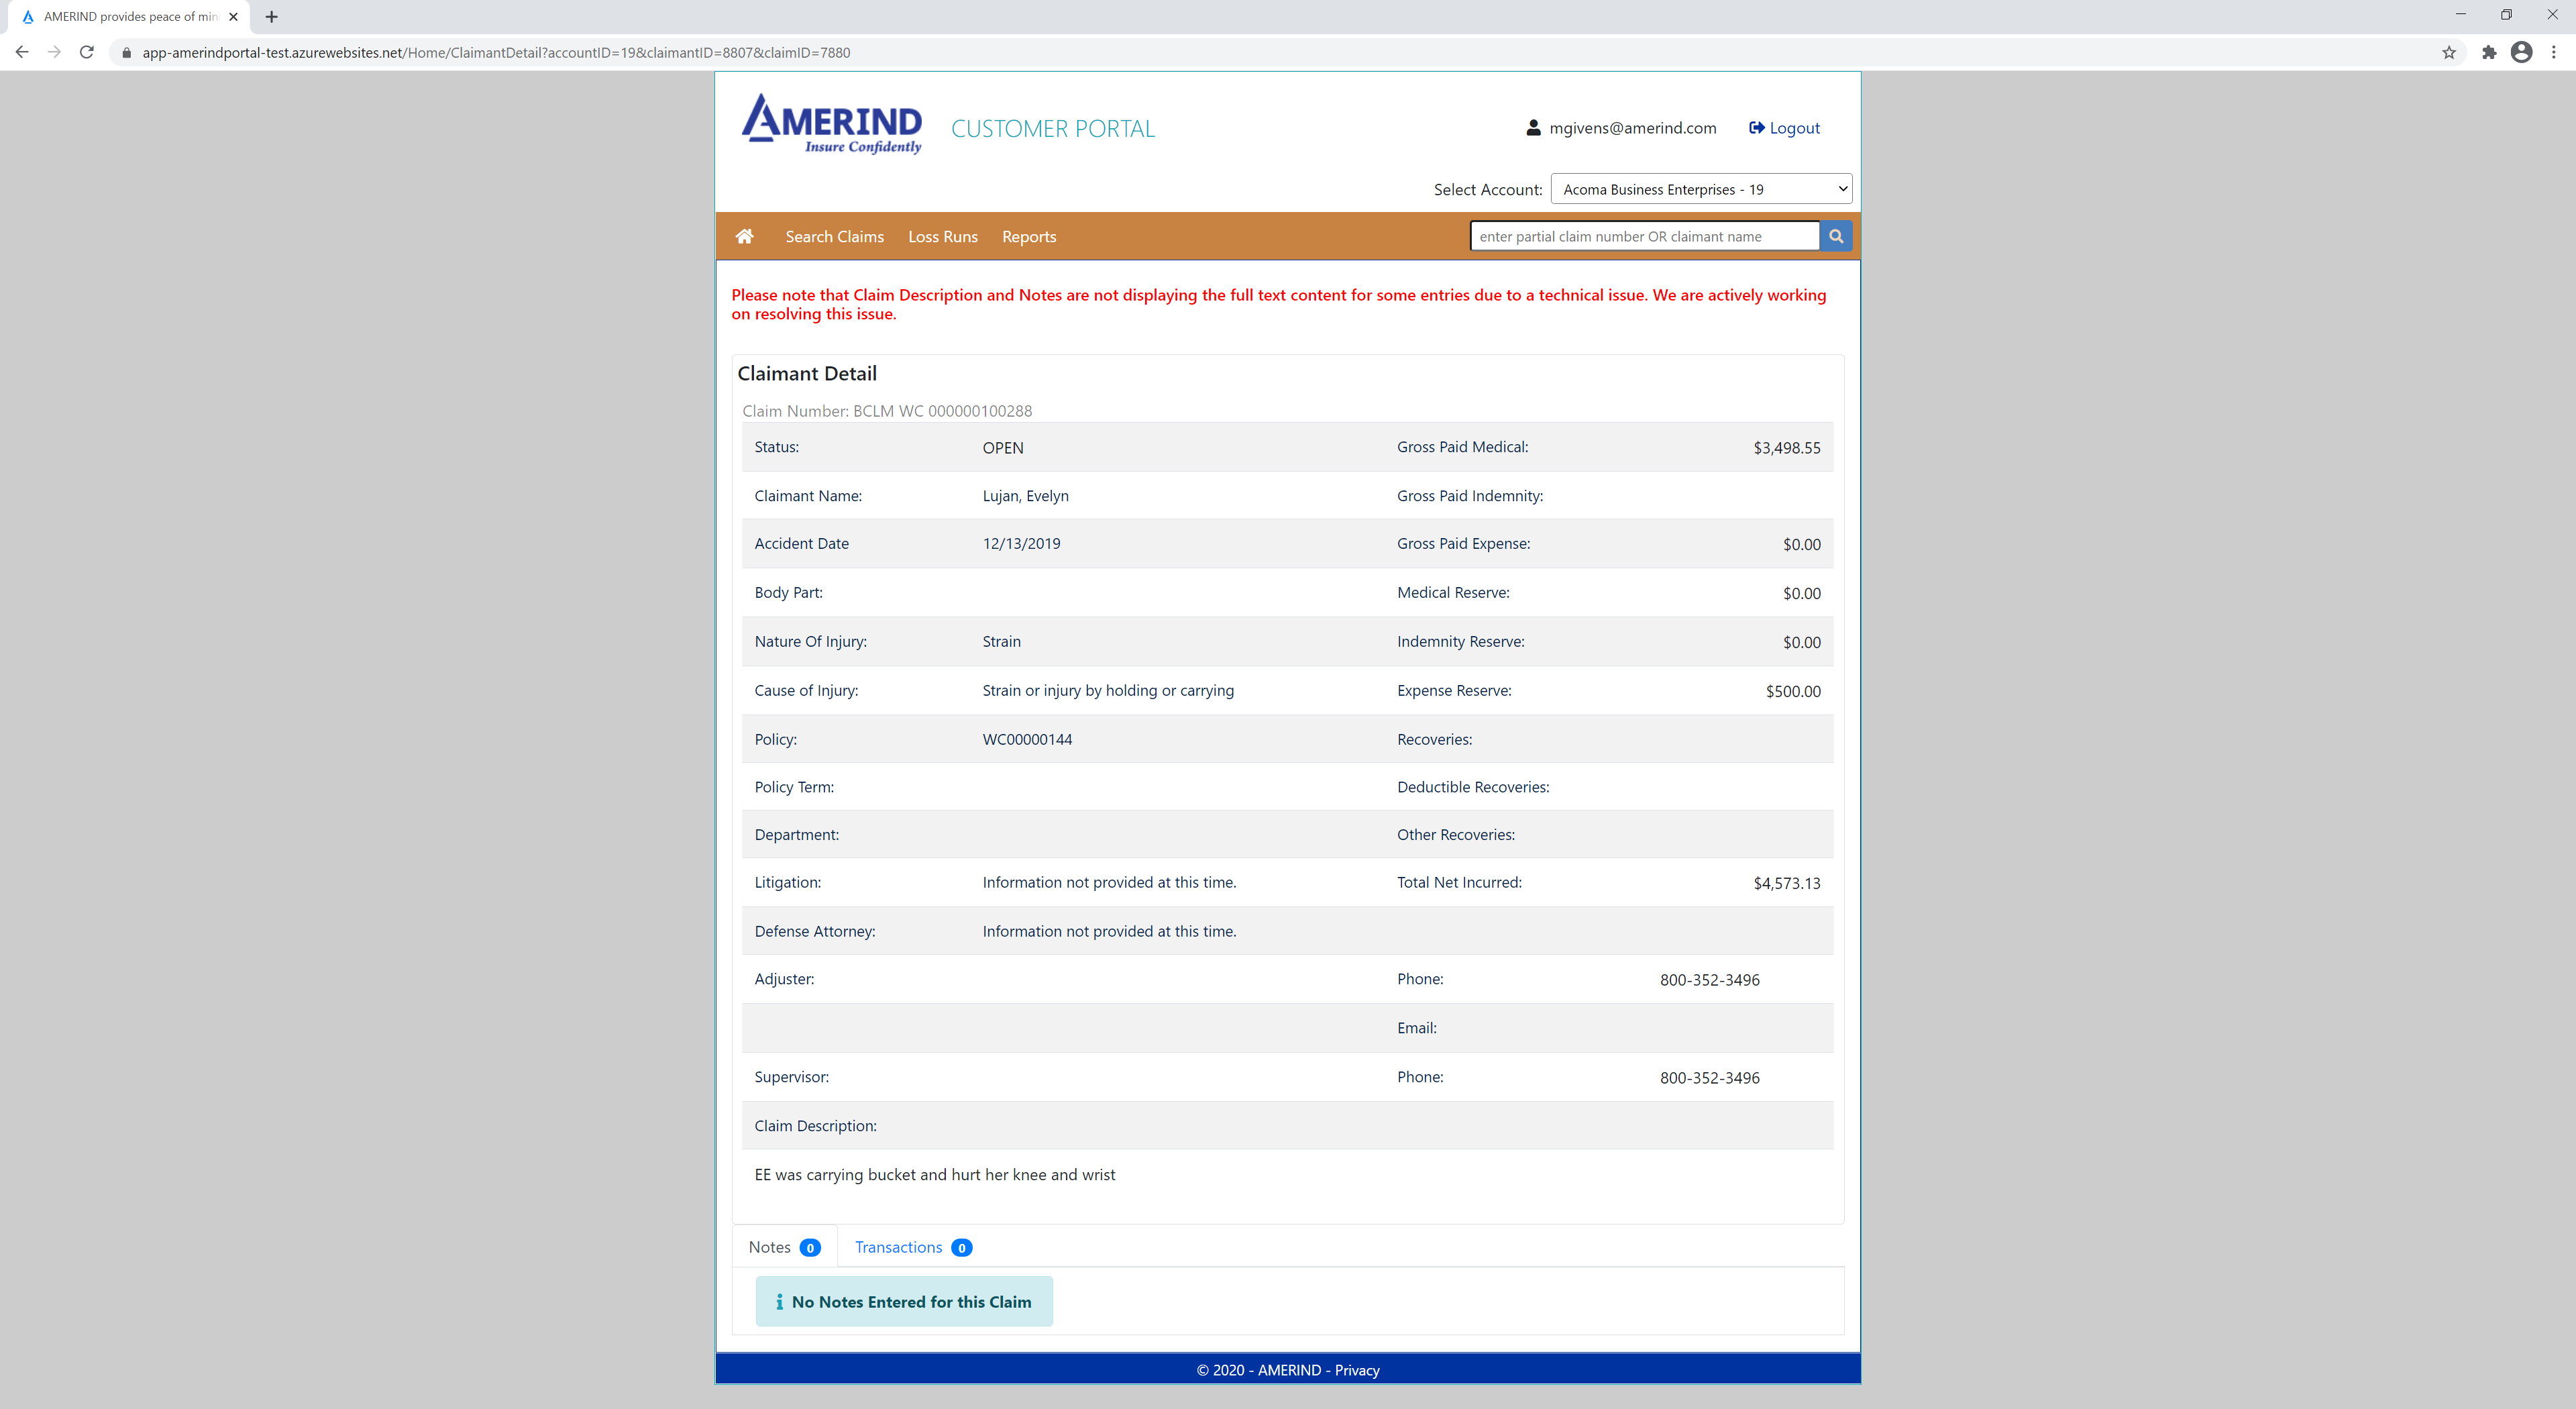 AMERIND provides peace of min
app-amerindportal-test.azurewebsites.net/Home/ClaimantDetail?accountID=19&claimantID=8807&claimID=7880
AMERIND
Insure Confidently
CUSTOMER PORTAL
mgivens@amerind.com
Logout
Select Account: Acoma Business Enterprises - 19
Search Claims Loss Runs Reports
enter partial claim number OR claimant name
Please note that Claim Description and Notes are not displaying the full text content for some entries due to a technical issue. We are actively working
on resolving this issue.
Claimant Detail
Claim Number: BCLM WC 000000100288
Status: OPEN Gross Paid Medical: $3,498.55
Claimant Name: Lujan, Evelyn Gross Paid Indemnity:
Accident Date 12/13/2019 Gross Paid Expense: $0.00
Body Part: Medical Reserve: $0.00
Nature Of Injury: Strain Indemnity Reserve: $0.00
Cause of Injury: Strain or injury by holding or carrying Expense Reserve: $500.00
Policy: WC00000144 Recoveries:
Policy Term: Deductible Recoveries:
Department: Other Recoveries:
Litigation: Information not provided at this time. Total Net Incurred: $4,573.13
Defense Attorney: Information not provided at this time.
Adjuster: Phone: 800-352-3496
Email:
Supervisor: Phone: 800-352-3496
Claim Description:
EE was carrying bucket and hurt her knee and wrist
Notes 0 Transactions 0
No Notes Entered for this Claim
© 2020 - AMERIND - Privacy